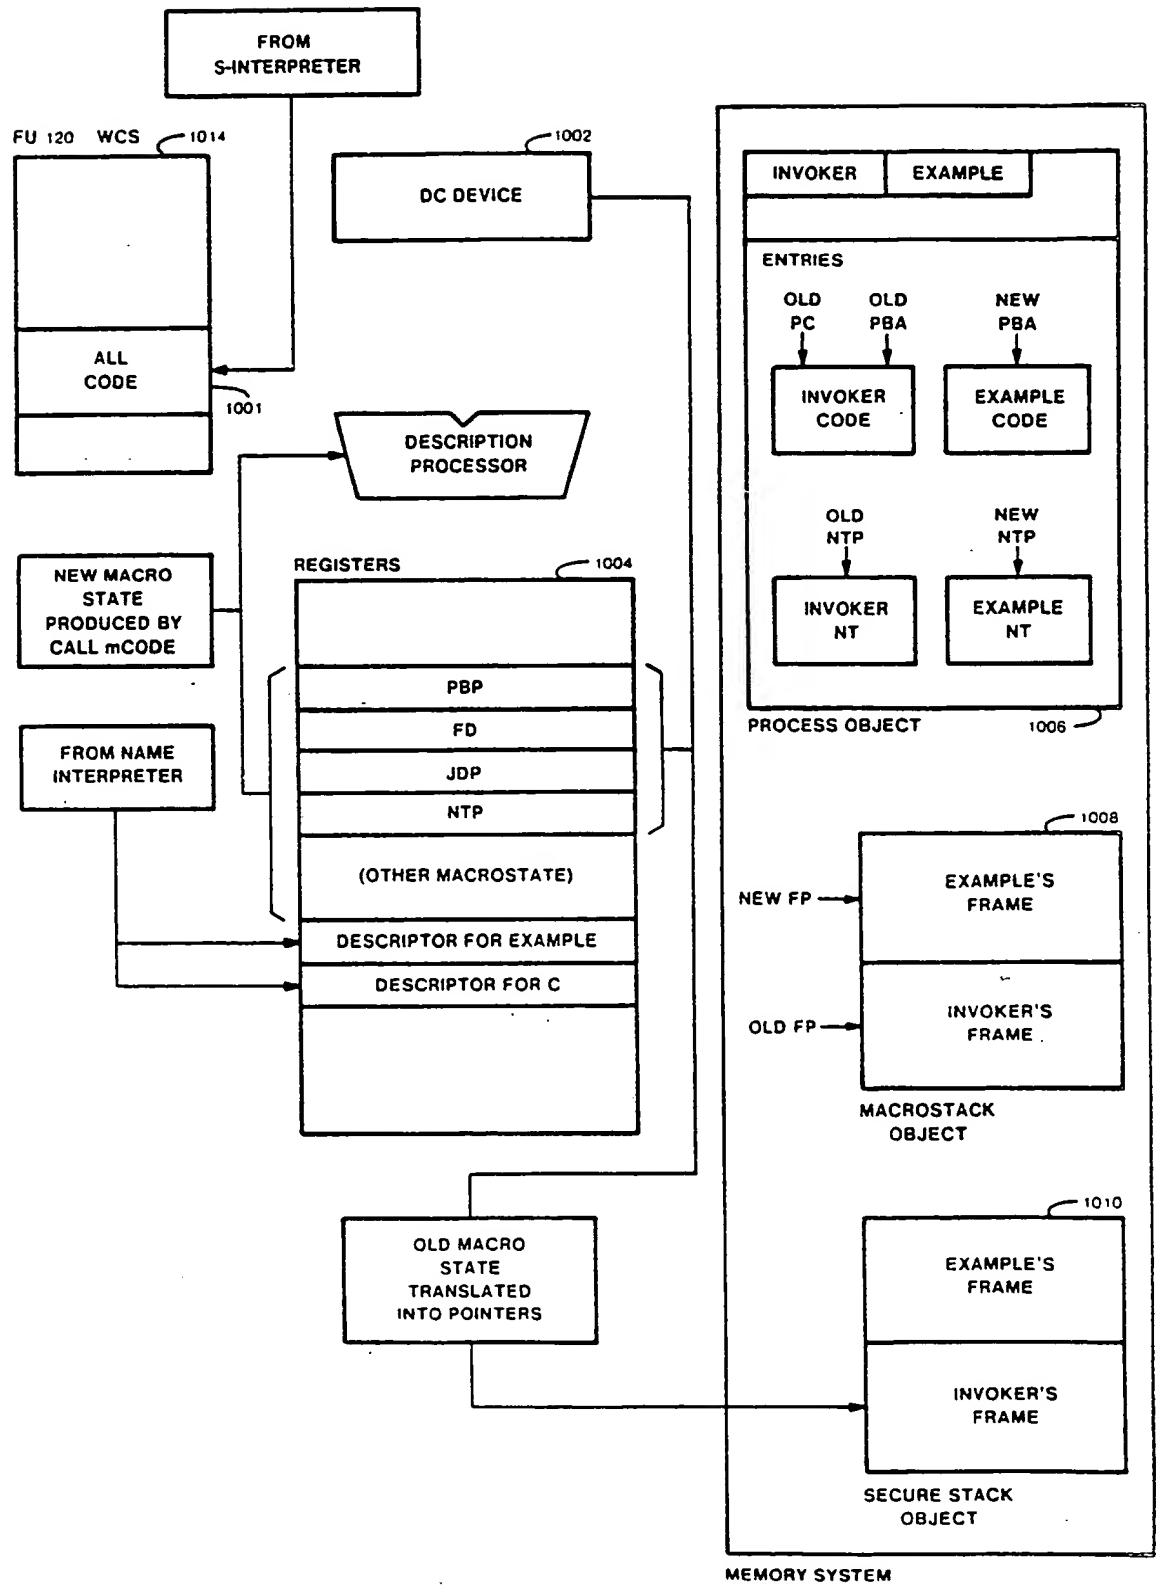 FROM
S-INTERPRETER
FU 120 WCS 1014
1002
DC DEVICE
ALL
CODE
1001
DESCRIPTION
PROCESSOR
NEW MACRO
STATE
PRODUCED BY
CALL mCODE
REGISTERS
1004
PBP
FD
JDP
NTP
(OTHER MACROSTATE)
DESCRIPTOR FOR EXAMPLE
DESCRIPTOR FOR C
FROM NAME
INTERPRETER
OLD MACRO
STATE
TRANSLATED
INTO POINTERS
INVOKER
EXAMPLE
ENTRIES
OLD
PC
OLD
PBA
NEW
PBA
INVOKER
CODE
EXAMPLE
CODE
OLD
NTP
NEW
NTP
INVOKER
NT
EXAMPLE
NT
PROCESS OBJECT
1006
1008
NEW FP
EXAMPLE'S
FRAME
OLD FP
INVOKER'S
FRAME
MACROSTACK
OBJECT
1010
EXAMPLE'S
FRAME
INVOKER'S
FRAME
SECURE STACK
OBJECT
MEMORY SYSTEM